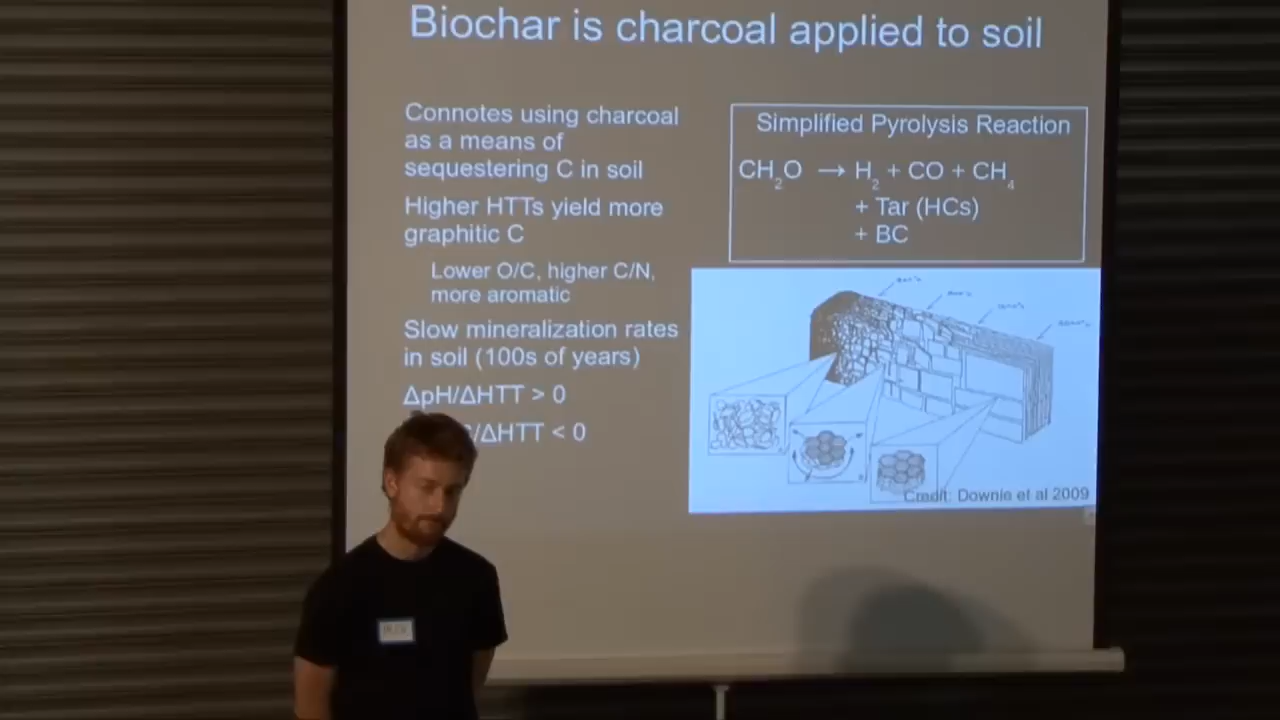 Biochar is charcoal applied to soil
Connotes using charcoal
as a means of
sequestering C in soil
Higher HTTs yield more
graphitic C
Lower O/C, higher C/N,
more aromatic
Slow mineralization rates
in soil (100s of years)
ΔpH/ΔHTT > 0
/ΔHTT < 0
Simplified Pyrolysis Reaction
CH₂O → H₂ + CO + CH₄
+ Tar (HCs)
+ BC
Credit: Downie et al 2009